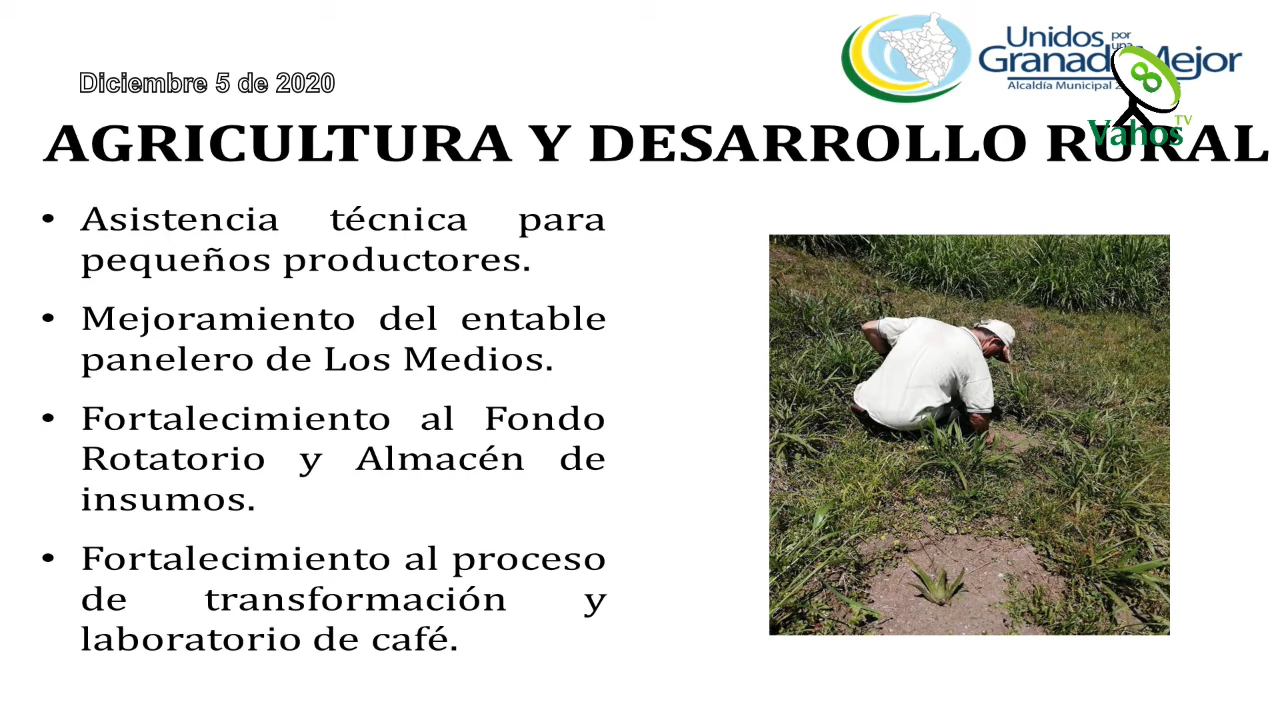 Diciembre 5 de 2020
Unidos por
una
Granada Mejor
Alcaldía Municipal
8
TV
Vahos
AGRICULTURA Y DESARROLLO RURAL
• Asistencia técnica para
pequeños productores.
• Mejoramiento del entable
panelero de Los Medios.
• Fortalecimiento al Fondo
Rotatorio y Almacén de
insumos.
• Fortalecimiento al proceso
de transformación y
laboratorio de café.